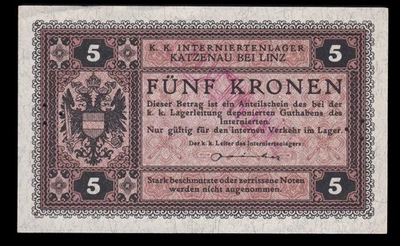 5 5
K. K. INTERNIERTENLAGER
KATZENAU BEI LINZ
FÜNF KRONEN
Dieser Betrag ist ein Anteilschein des bei der
k. k. Lagerleitung deponierten Guthabens des
Internierten.
Nur gültig für den internen Verkehr im Lager.
Der k. k. Leiter des Interniertenlagers:
Stark beschmutzte oder zerrissene Noten
werden nicht angenommen.
5 5